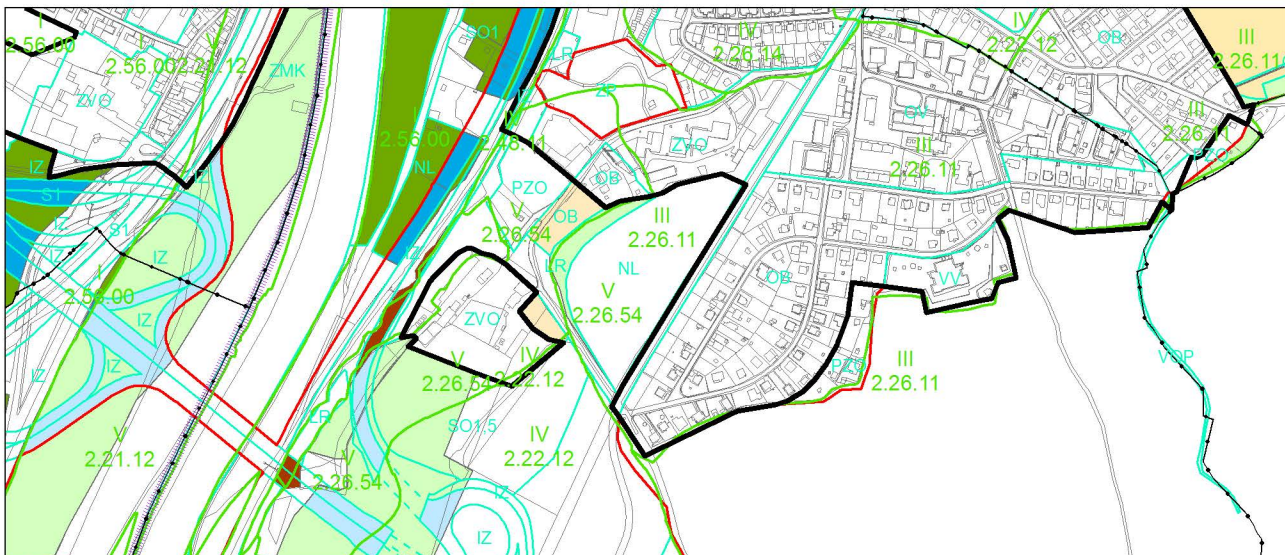 I
2.56.00
I
2.56.00
V
2.21.12
ZVO
ZMK
IZ
S1
IZ
IZ
S1
IZ
I
2.56.00
IZ
IZ
IZ
V
2.21.12
SO1
LR
I
2.56.00
NL
IV
2.48.11
ZP
IV
2.26.14
IV
2.22.12
OB
III
2.26.11
III
2.26.11
PZO
ZVO
OV
III
2.26.11
OB
PZO
OB
V
2.26.54
III
2.26.11
NL
LR
V
2.26.54
IZ
ZVO
V
2.26.54
IV
2.22.12
OB
VV
PZO
III
2.26.11
VOP
LR
SO1,5
IV
2.22.12
V
2.26.54
IZ
IZ